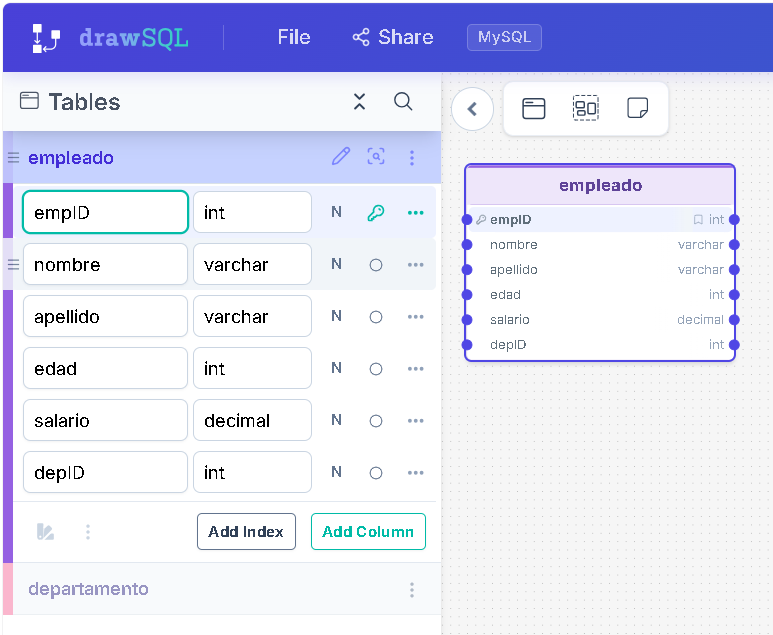 drawSQL File Share MySQL
Tables
empleado
empID int N
nombre varchar N
apellido varchar N
edad int N
salario decimal N
depID int N
Add Index Add Column
departamento
empleado
empID int
nombre varchar
apellido varchar
edad int
salario decimal
depID int